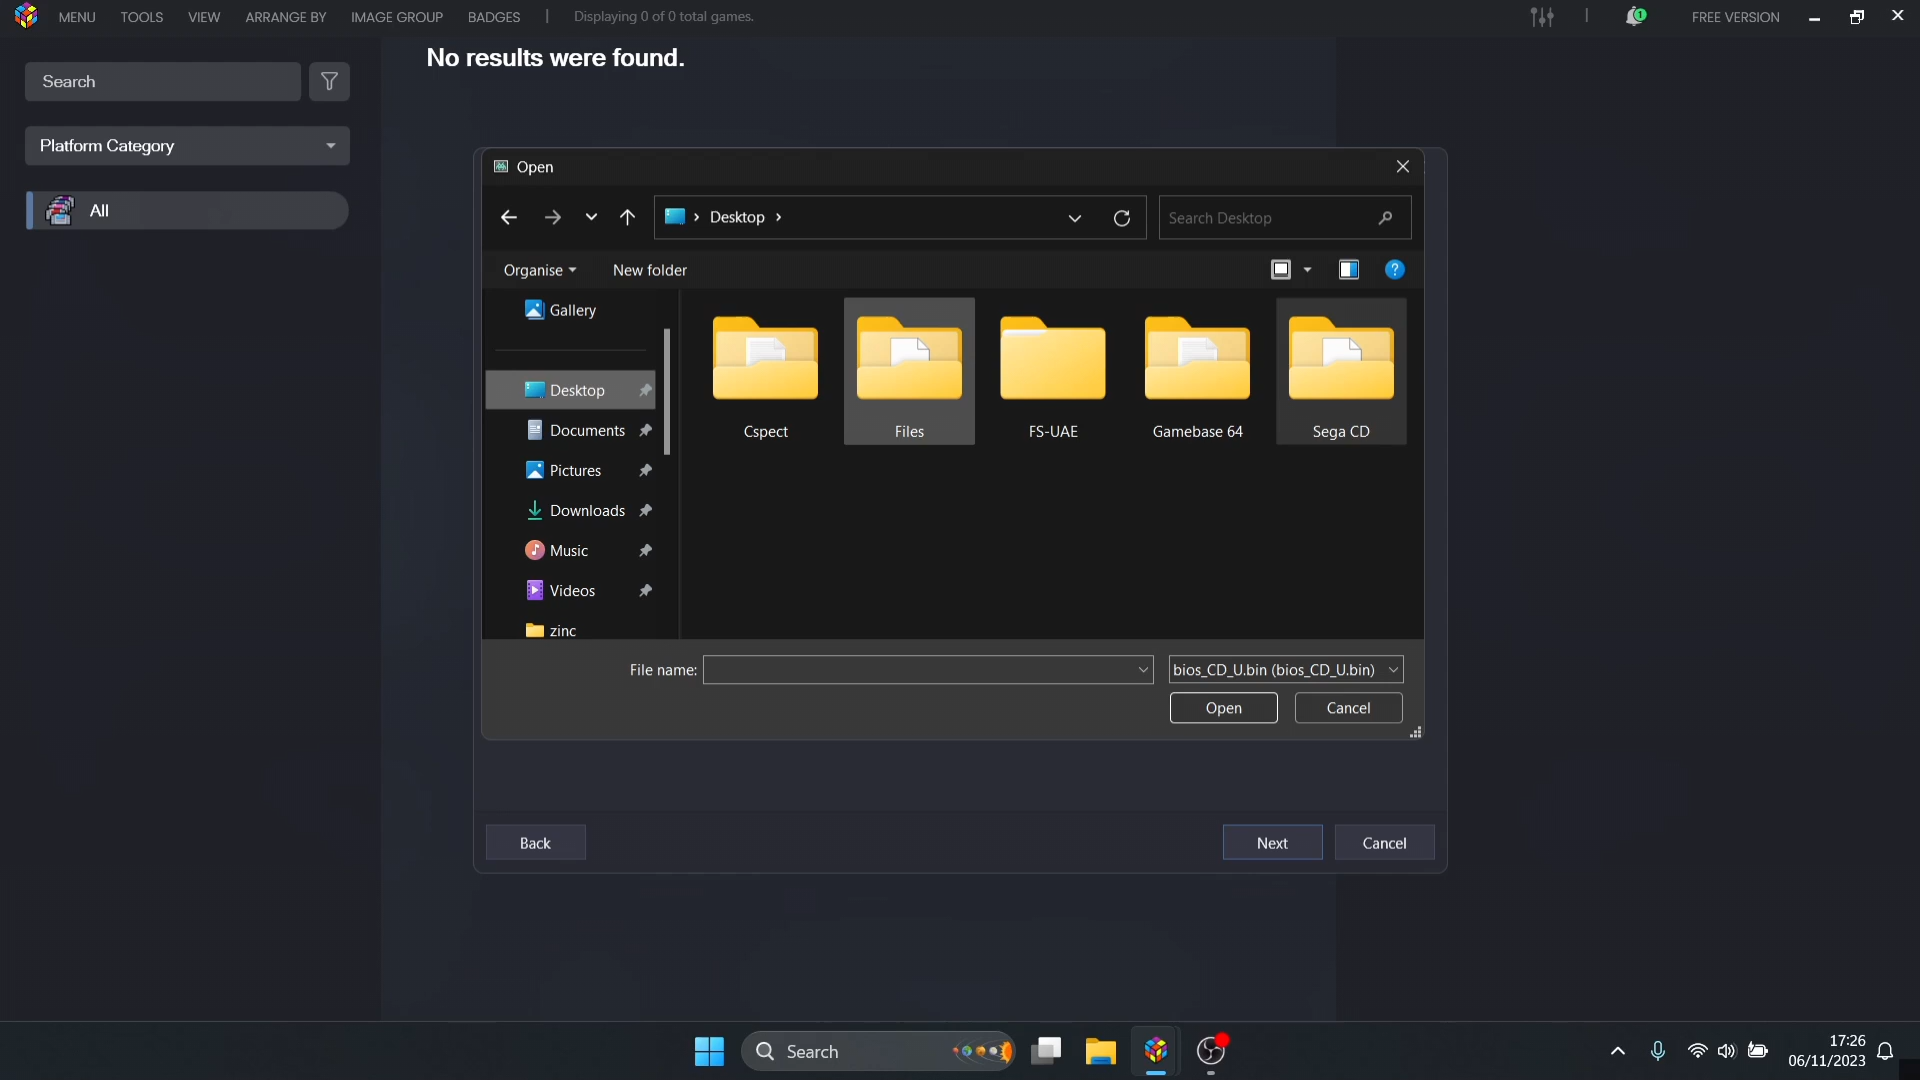 MENU TOOLS VIEW ARRANGE BY IMAGE GROUP BADGES | Displaying 0 of 0 total games. | 1 FREE VERSION
No results were found.
Search
Platform Category
All
Open
Desktop
Search Desktop
Organise New folder ?
Gallery
Desktop
Documents
Pictures
Downloads
Music
Videos
zinc
Cspect Files FS-UAE Gamebase 64 Sega CD
File name: bios_CD_U.bin (bios_CD_U.bin)
Open Cancel
Back Next Cancel
Search
17:26
06/11/2023